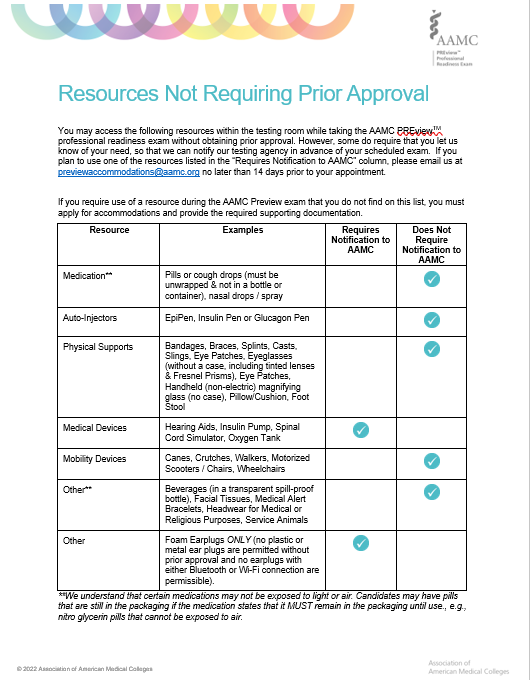 AAMC
PREview™
Professional
Readiness Exam
Resources Not Requiring Prior Approval
You may access the following resources within the testing room while taking the AAMC PREview™
professional readiness exam without obtaining prior approval. However, some do require that you let us
know of your need, so that we can notify our testing agency in advance of your scheduled exam. If you
plan to use one of the resources listed in the “Requires Notification to AAMC” column, please email us at
previewaccommodations@aamc.org no later than 14 days prior to your appointment.
If you require use of a resource during the AAMC Preview exam that you do not find on this list, you must
apply for accommodations and provide the required supporting documentation.
Resource
Examples
Requires
Notification to
AAMC
Does Not
Require
Notification to
AAMC
Medication**
Pills or cough drops (must be
unwrapped & not in a bottle or
container), nasal drops / spray
Auto-Injectors
EpiPen, Insulin Pen or Glucagon Pen
Physical Supports
Bandages, Braces, Splints, Casts,
Slings, Eye Patches, Eyeglasses
(without a case, including tinted lenses
& Fresnel Prisms), Eye Patches,
Handheld (non-electric) magnifying
glass (no case), Pillow/Cushion, Foot
Stool
Medical Devices
Hearing Aids, Insulin Pump, Spinal
Cord Simulator, Oxygen Tank
Mobility Devices
Canes, Crutches, Walkers, Motorized
Scooters / Chairs, Wheelchairs
Other**
Beverages (in a transparent spill-proof
bottle), Facial Tissues, Medical Alert
Bracelets, Headwear for Medical or
Religious Purposes, Service Animals
Other
Foam Earplugs ONLY (no plastic or
metal ear plugs are permitted without
prior approval and no earplugs with
either Bluetooth or Wi-Fi connection are
permissible).
**We understand that certain medications may not be exposed to light or air. Candidates may have pills
that are still in the packaging if the medication states that it MUST remain in the packaging until use., e.g.,
nitro glycerin pills that cannot be exposed to air.
© 2022 Association of American Medical Colleges
Association of
American Medical Colleges